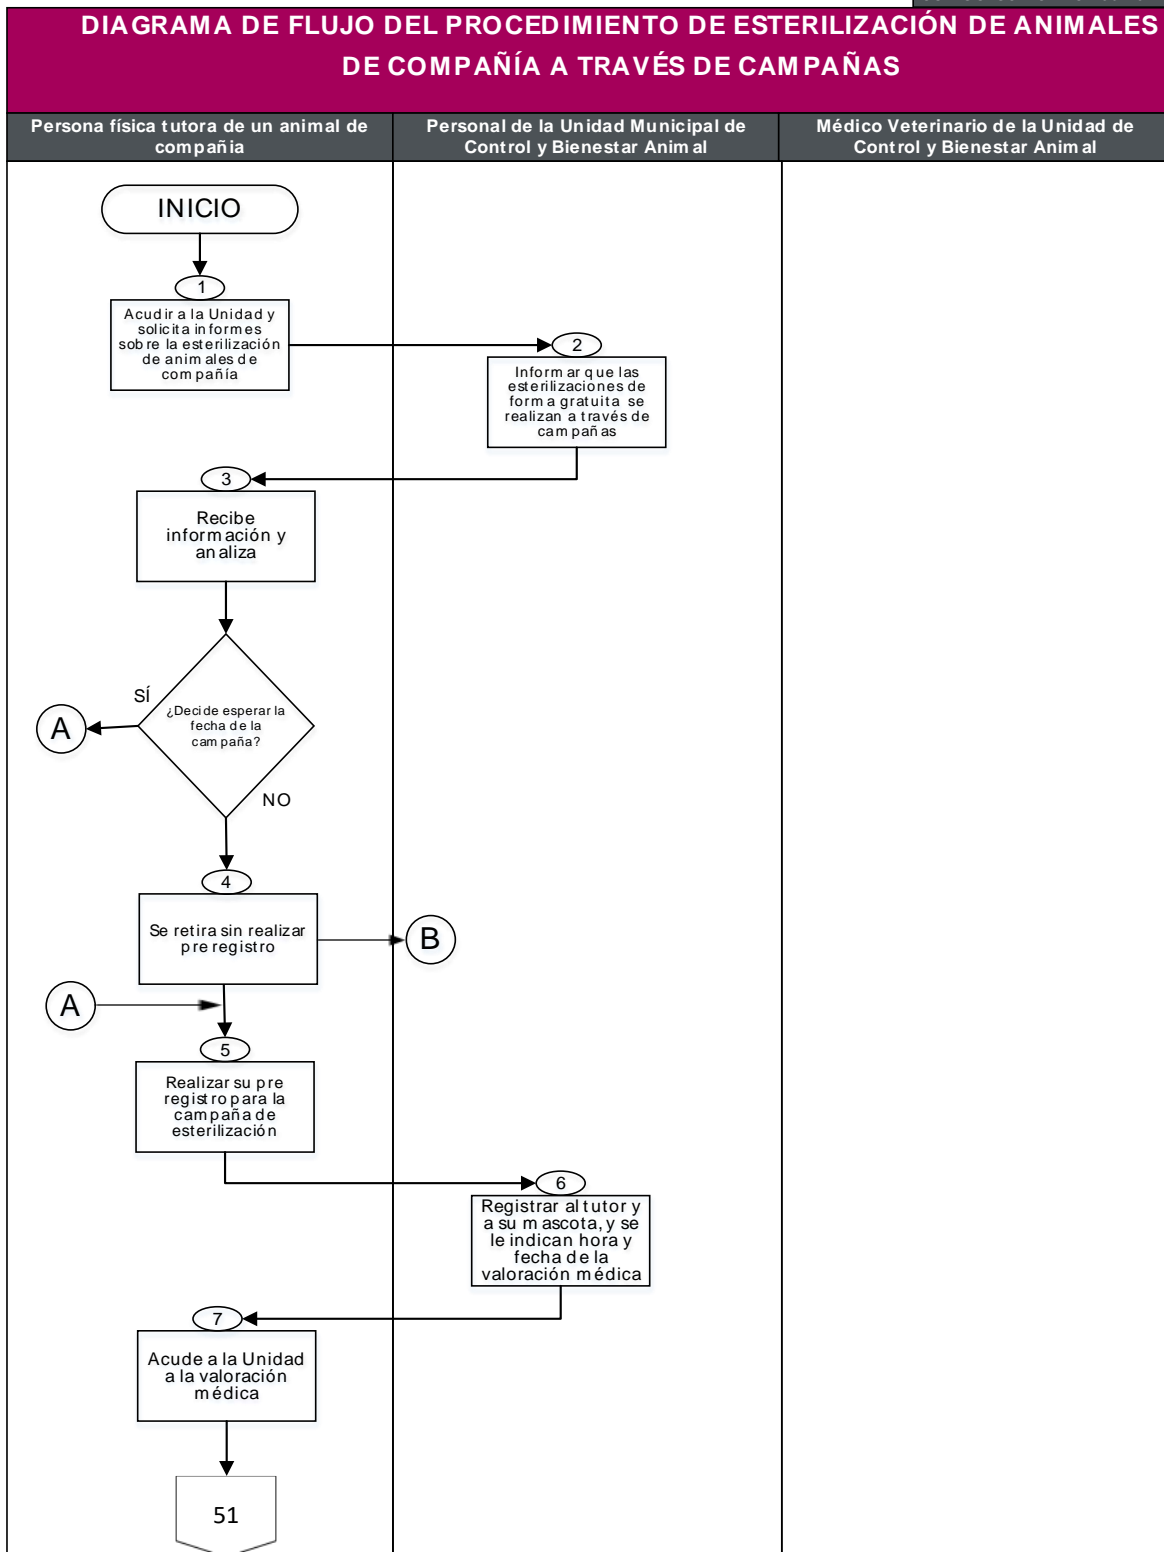 DIAGRAMA DE FLUJO DEL PROCEDIMIENTO DE ESTERILIZACIÓN DE ANIMALES
DE COMPAÑÍA A TRAVÉS DE CAMPAÑAS
Persona física tutora de un animal de
compañia
Personal de la Unidad Municipal de
Control y Bienestar Animal
Médico Veterinario de la Unidad de
Control y Bienestar Animal
INICIO
1
Acudir a la Unidad y
solicita informes
sobre la esterilización
de animales de
compañía
2
Informar que las
esterilizaciones de
forma gratuita se
realizan a través de
campañas
3
Recibe
información y
analiza
SÍ
¿Decide esperar la
fecha de la
campaña?
A
NO
4
Se retira sin realizar
pre registro
B
A
5
Realizar su pre
registro para la
campaña de
esterilización
6
Registrar al tutor y
a su mascota, y se
le indican hora y
fecha de la
valoración médica
7
Acude a la Unidad
a la valoración
médica
51